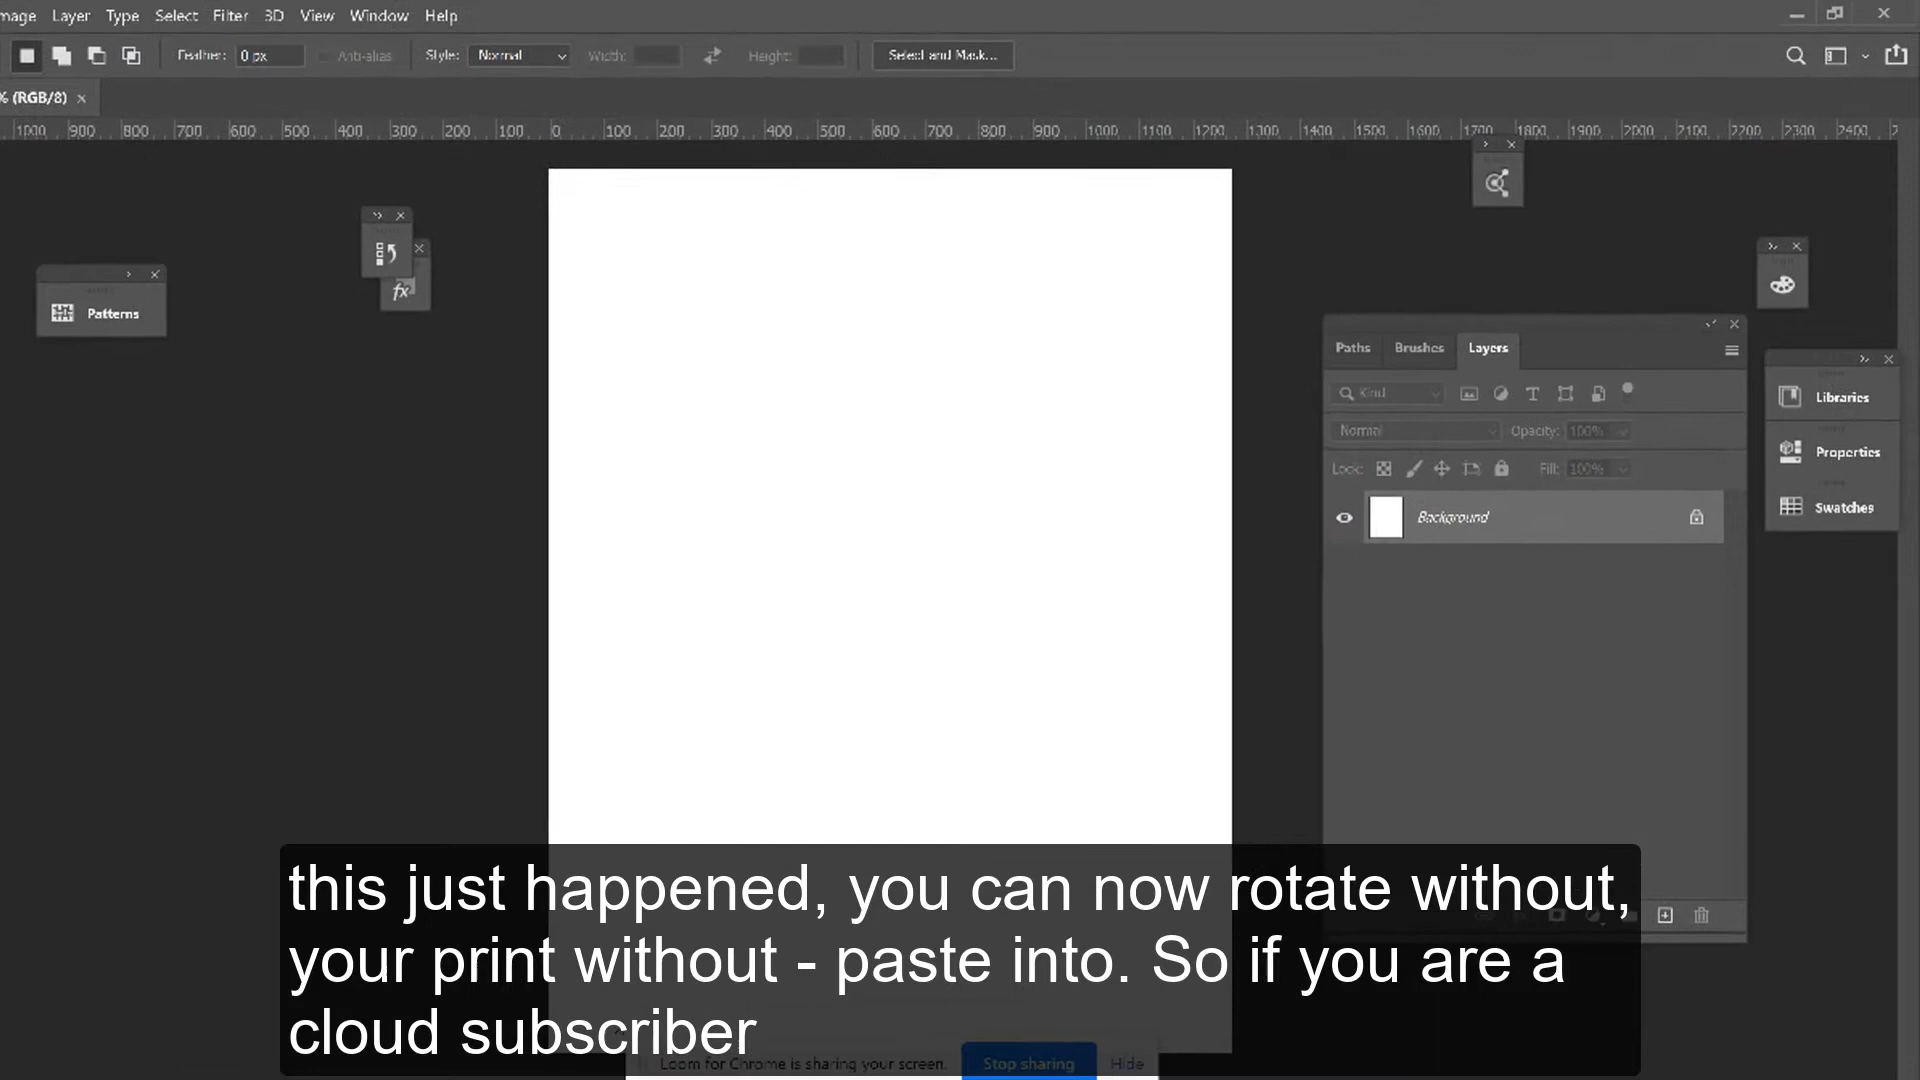 mage Layer Type Select Filter 3D View Window Help
Feather: 0 px Anti-alias Style: Normal Width: Height: Select and Mask...
% (RGB/8)
1000 900 800 700 600 500 400 300 200 100 0 100 200 300 400 500 600 700 800 900 1000 1100 1200 1300 1400 1500 1600 1700 1800 1900 2000 2100 2200 2300 2400 2
Patterns
fx
Paths Brushes Layers
Kind
Normal Opacity: 100%
Lock: Fill: 100%
Background
Libraries
Properties
Swatches
this just happened, you can now rotate without,
your print without - paste into. So if you are a
cloud subscriber
Loom for Chrome is sharing your screen. Stop sharing Hide